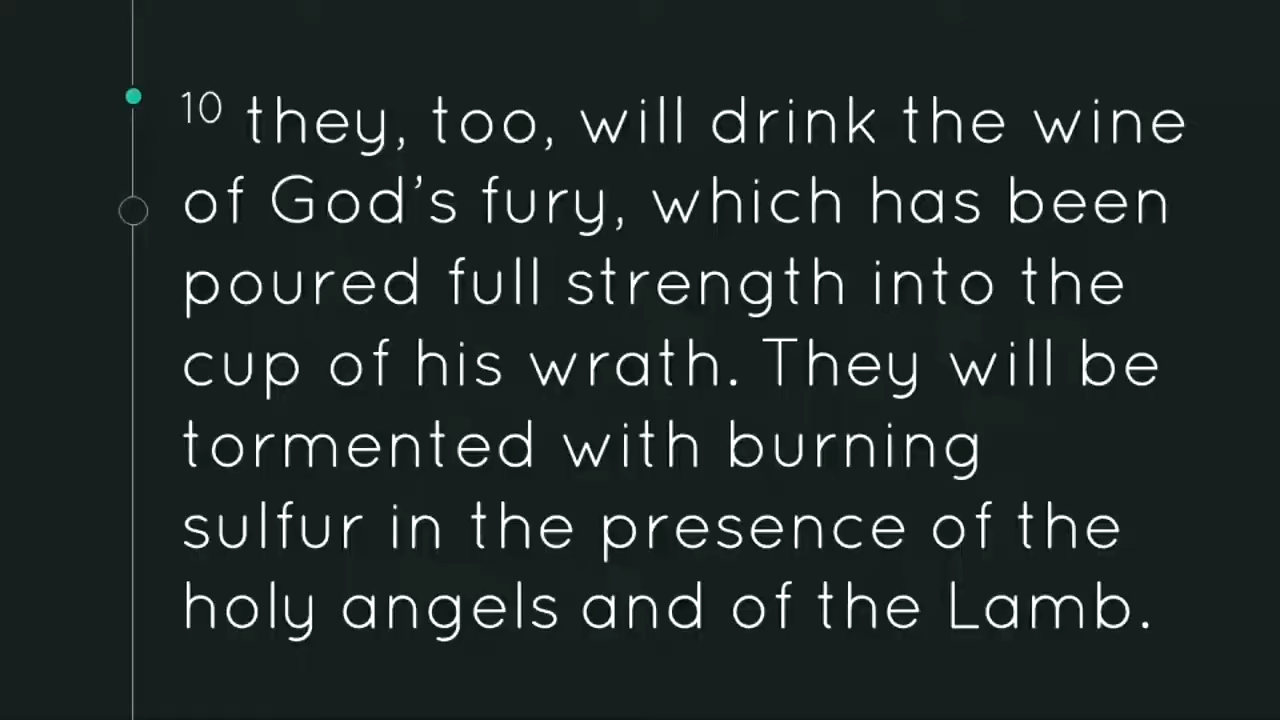 10 they, too, will drink the wine
of God’s fury, which has been
poured full strength into the
cup of his wrath. They will be
tormented with burning
sulfur in the presence of the
holy angels and of the Lamb.